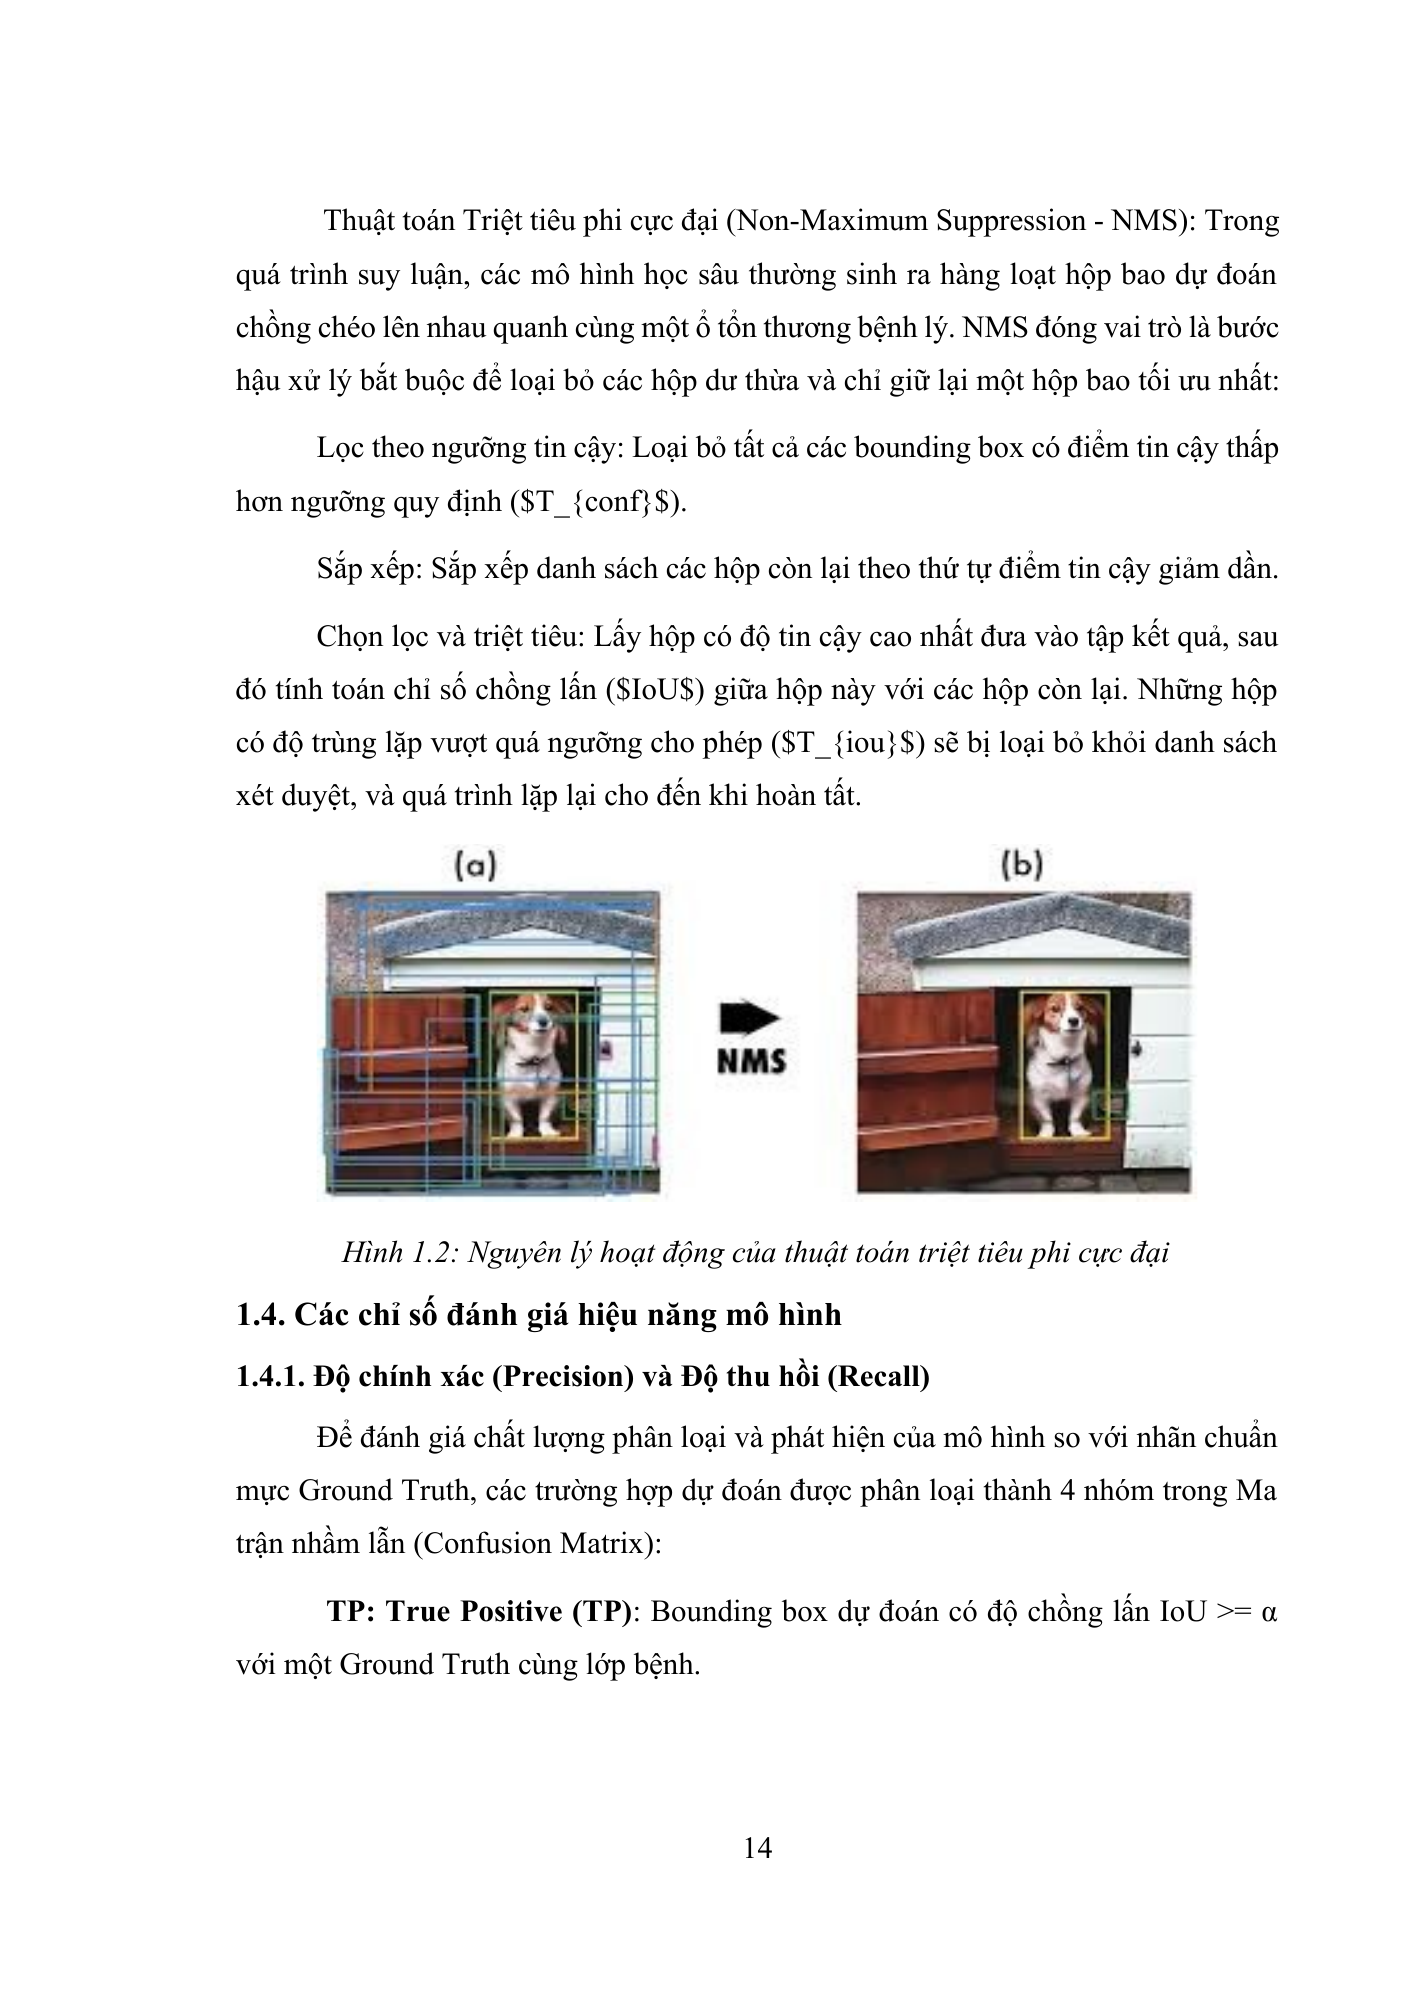 Thuật toán Triệt tiêu phi cực đại (Non-Maximum Suppression - NMS): Trong
quá trình suy luận, các mô hình học sâu thường sinh ra hàng loạt hộp bao dự đoán
chồng chéo lên nhau quanh cùng một ổ tổn thương bệnh lý. NMS đóng vai trò là bước
hậu xử lý bắt buộc để loại bỏ các hộp dư thừa và chỉ giữ lại một hộp bao tối ưu nhất:
Lọc theo ngưỡng tin cậy: Loại bỏ tất cả các bounding box có điểm tin cậy thấp
hơn ngưỡng quy định ($T_{conf}$).
Sắp xếp: Sắp xếp danh sách các hộp còn lại theo thứ tự điểm tin cậy giảm dần.
Chọn lọc và triệt tiêu: Lấy hộp có độ tin cậy cao nhất đưa vào tập kết quả, sau
đó tính toán chỉ số chồng lấn ($IoU$) giữa hộp này với các hộp còn lại. Những hộp
có độ trùng lặp vượt quá ngưỡng cho phép ($T_{iou}$) sẽ bị loại bỏ khỏi danh sách
xét duyệt, và quá trình lặp lại cho đến khi hoàn tất.
(a) (b)
NMS
Hình 1.2: Nguyên lý hoạt động của thuật toán triệt tiêu phi cực đại
1.4. Các chỉ số đánh giá hiệu năng mô hình
1.4.1. Độ chính xác (Precision) và Độ thu hồi (Recall)
Để đánh giá chất lượng phân loại và phát hiện của mô hình so với nhãn chuẩn
mực Ground Truth, các trường hợp dự đoán được phân loại thành 4 nhóm trong Ma
trận nhầm lẫn (Confusion Matrix):
TP: True Positive (TP): Bounding box dự đoán có độ chồng lấn IoU >= α
với một Ground Truth cùng lớp bệnh.
14